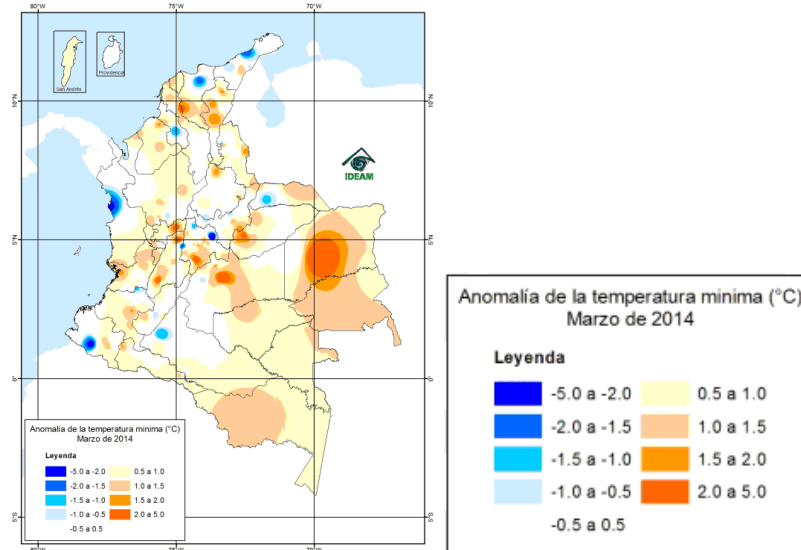 80°W 75°W 70°W
San Andrés
Providencia
10°N 10°N
IDEAM
5°N 5°N
0° 0°
Anomalía de la temperatura minima (°C)
Marzo de 2014
Leyenda
-5.0 a -2.0 0.5 a 1.0
-2.0 a -1.5 1.0 a 1.5
-1.5 a -1.0 1.5 a 2.0
-1.0 a -0.5 2.0 a 5.0
-0.5 a 0.5
5°S 5°S
80°W 75°W 70°W
Anomalía de la temperatura minima (°C)
Marzo de 2014
Leyenda
-5.0 a -2.0 0.5 a 1.0
-2.0 a -1.5 1.0 a 1.5
-1.5 a -1.0 1.5 a 2.0
-1.0 a -0.5 2.0 a 5.0
-0.5 a 0.5